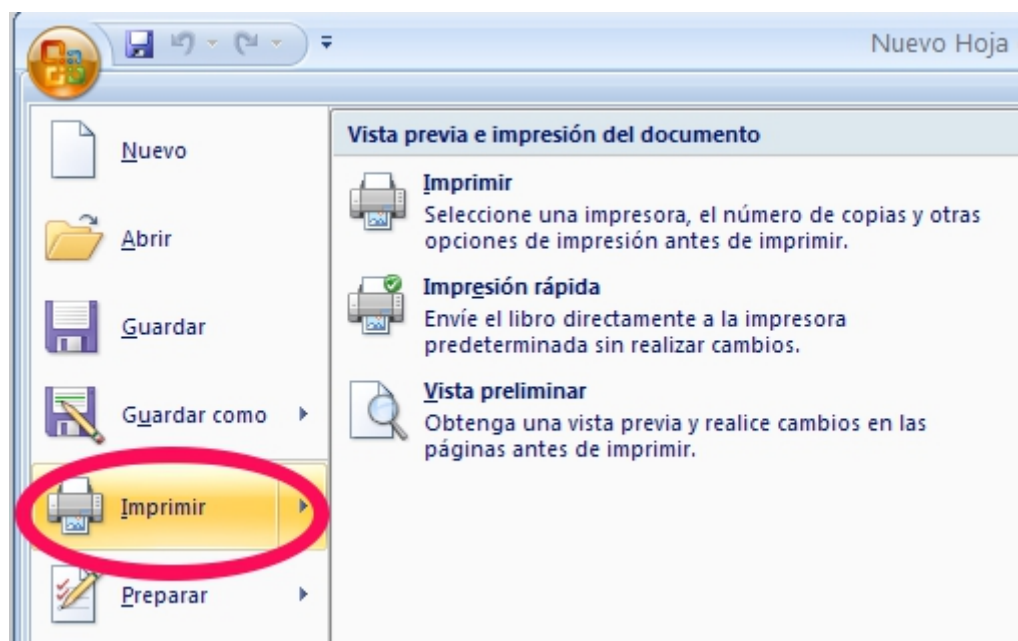 Nuevo Hoja
Nuevo
Abrir
Guardar
Guardar como
Imprimir
Preparar
Vista previa e impresión del documento
Imprimir
Seleccione una impresora, el número de copias y otras
opciones de impresión antes de imprimir.
Impresión rápida
Envíe el libro directamente a la impresora
predeterminada sin realizar cambios.
Vista preliminar
Obtenga una vista previa y realice cambios en las
páginas antes de imprimir.